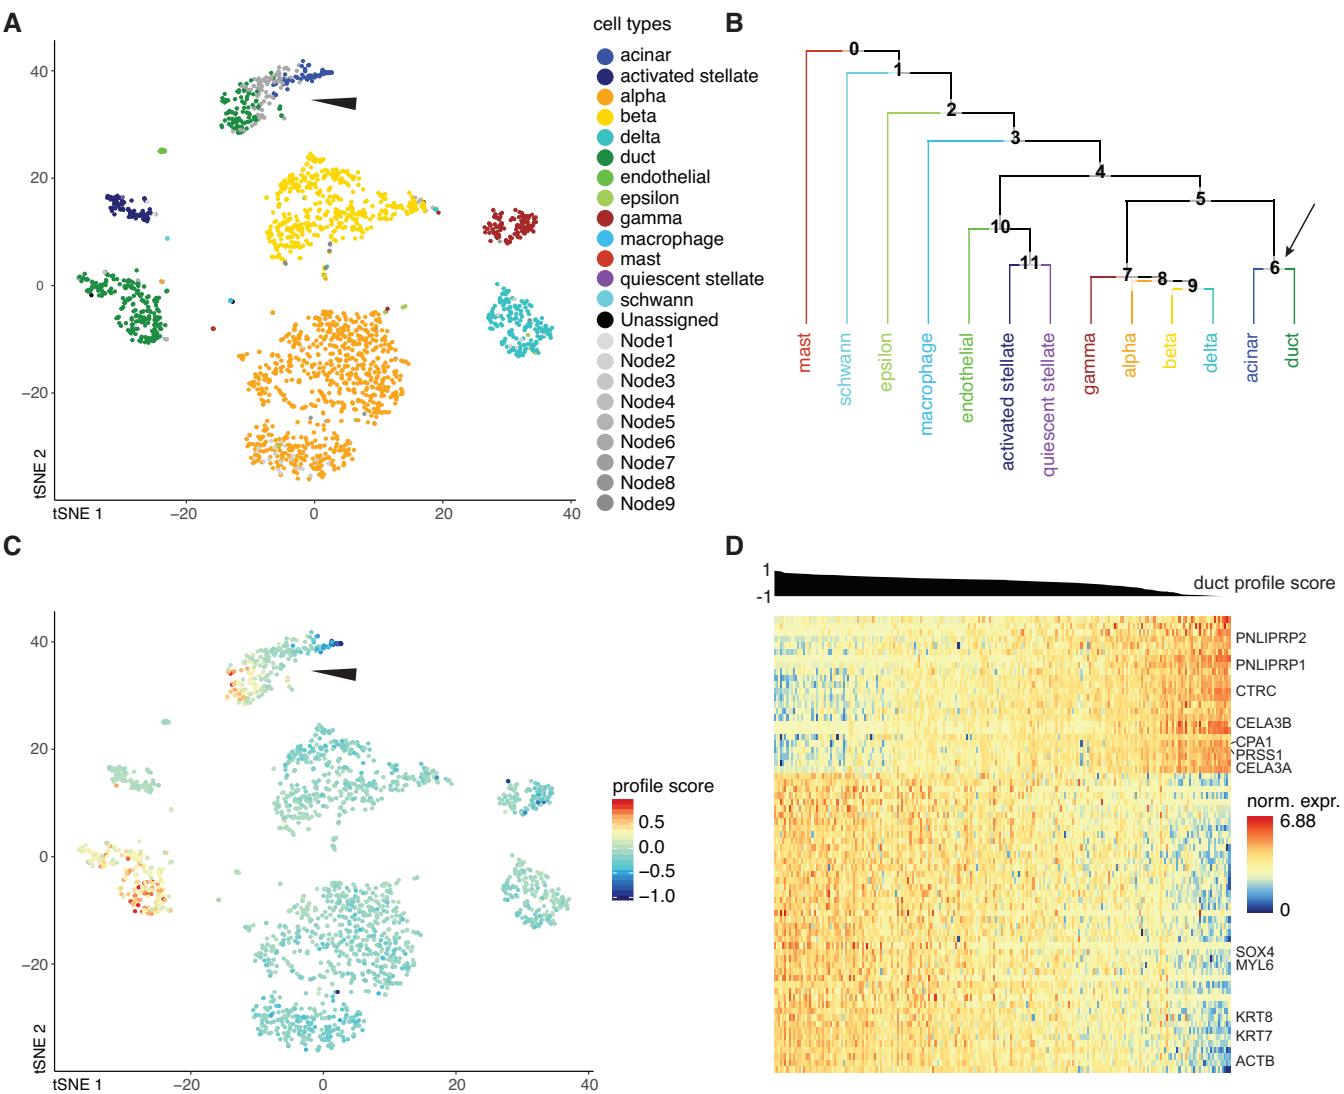 A
40
20
0
−20
tSNE 2
tSNE 1
−20
0
20
40
cell types
acinar
activated stellate
alpha
beta
delta
duct
endothelial
epsilon
gamma
macrophage
mast
quiescent stellate
schwann
Unassigned
Node1
Node2
Node3
Node4
Node5
Node6
Node7
Node8
Node9
B
0
1
2
3
4
5
10
11
6
7
8
9
mast
schwann
epsilon
macrophage
endothelial
activated stellate
quiescent stellate
gamma
alpha
beta
delta
acinar
duct
C
40
20
0
−20
tSNE 2
tSNE 1
−20
0
20
40
profile score
0.5
0.0
−0.5
−1.0
D
1
-1
duct profile score
PNLIPRP2
PNLIPRP1
CTRC
CELA3B
CPA1
PRSS1
CELA3A
SOX4
MYL6
KRT8
KRT7
ACTB
norm. expr.
6.88
0